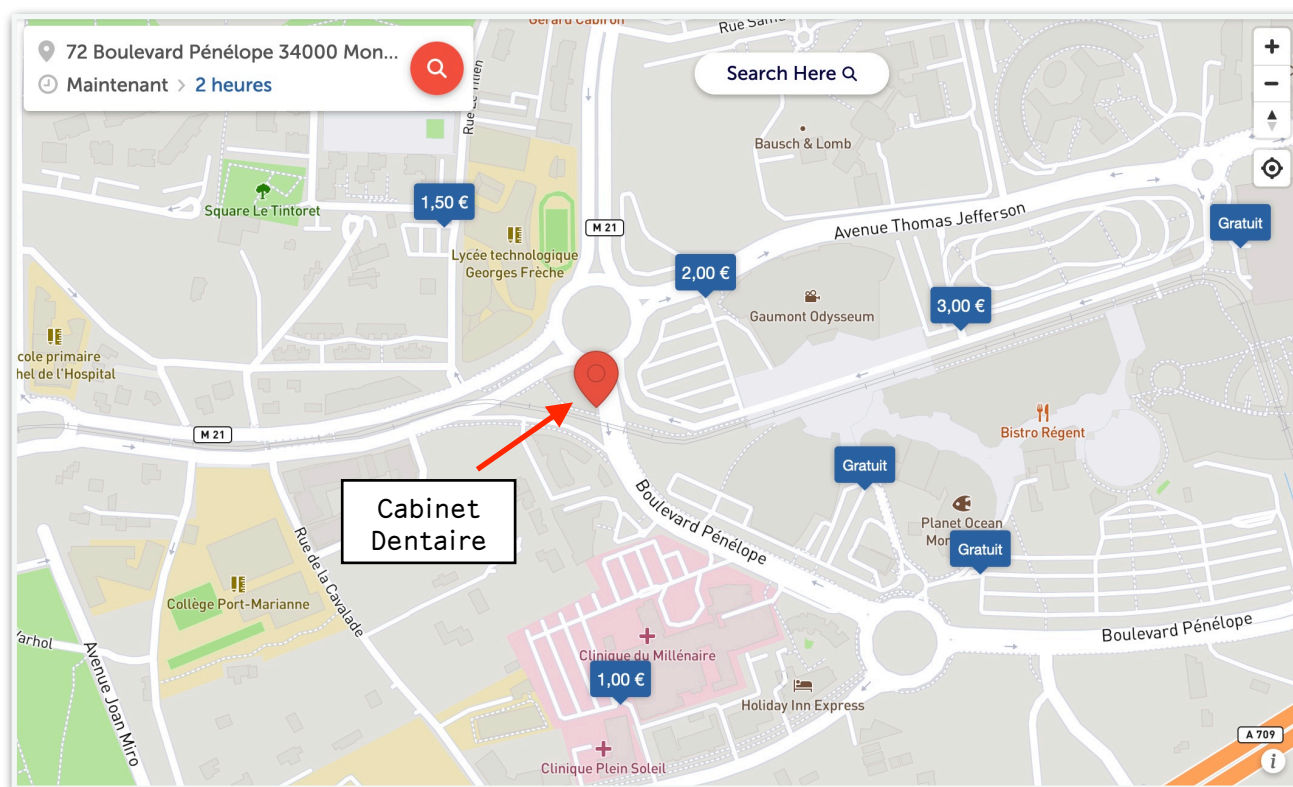 Gérard Cabiron
Rue Samu
72 Boulevard Pénélope 34000 Mon...
Maintenant > 2 heures
Rue Le Titien
Search Here
Bausch & Lomb
Square Le Tintoret
1,50 €
M 21
Avenue Thomas Jefferson
Gratuit
Lycée technologique
Georges Frèche
2,00 €
Gaumont Odysseum
3,00 €
cole primaire
hel de l'Hospital
M 21
Bistro Régent
Gratuit
Cabinet
Dentaire
Boulevard Pénélope
Planet Ocean
Mon
Gratuit
Rue de la Cavalade
Collège Port-Marianne
Boulevard Pénélope
Warhol
Avenue Joan Miro
Clinique du Millénaire
1,00 €
Holiday Inn Express
A 709
Clinique Plein Soleil
i